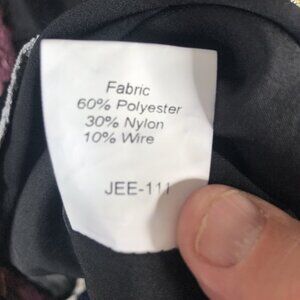 Fabric
60% Polyester
30% Nylon
10% Wire
JEE-111